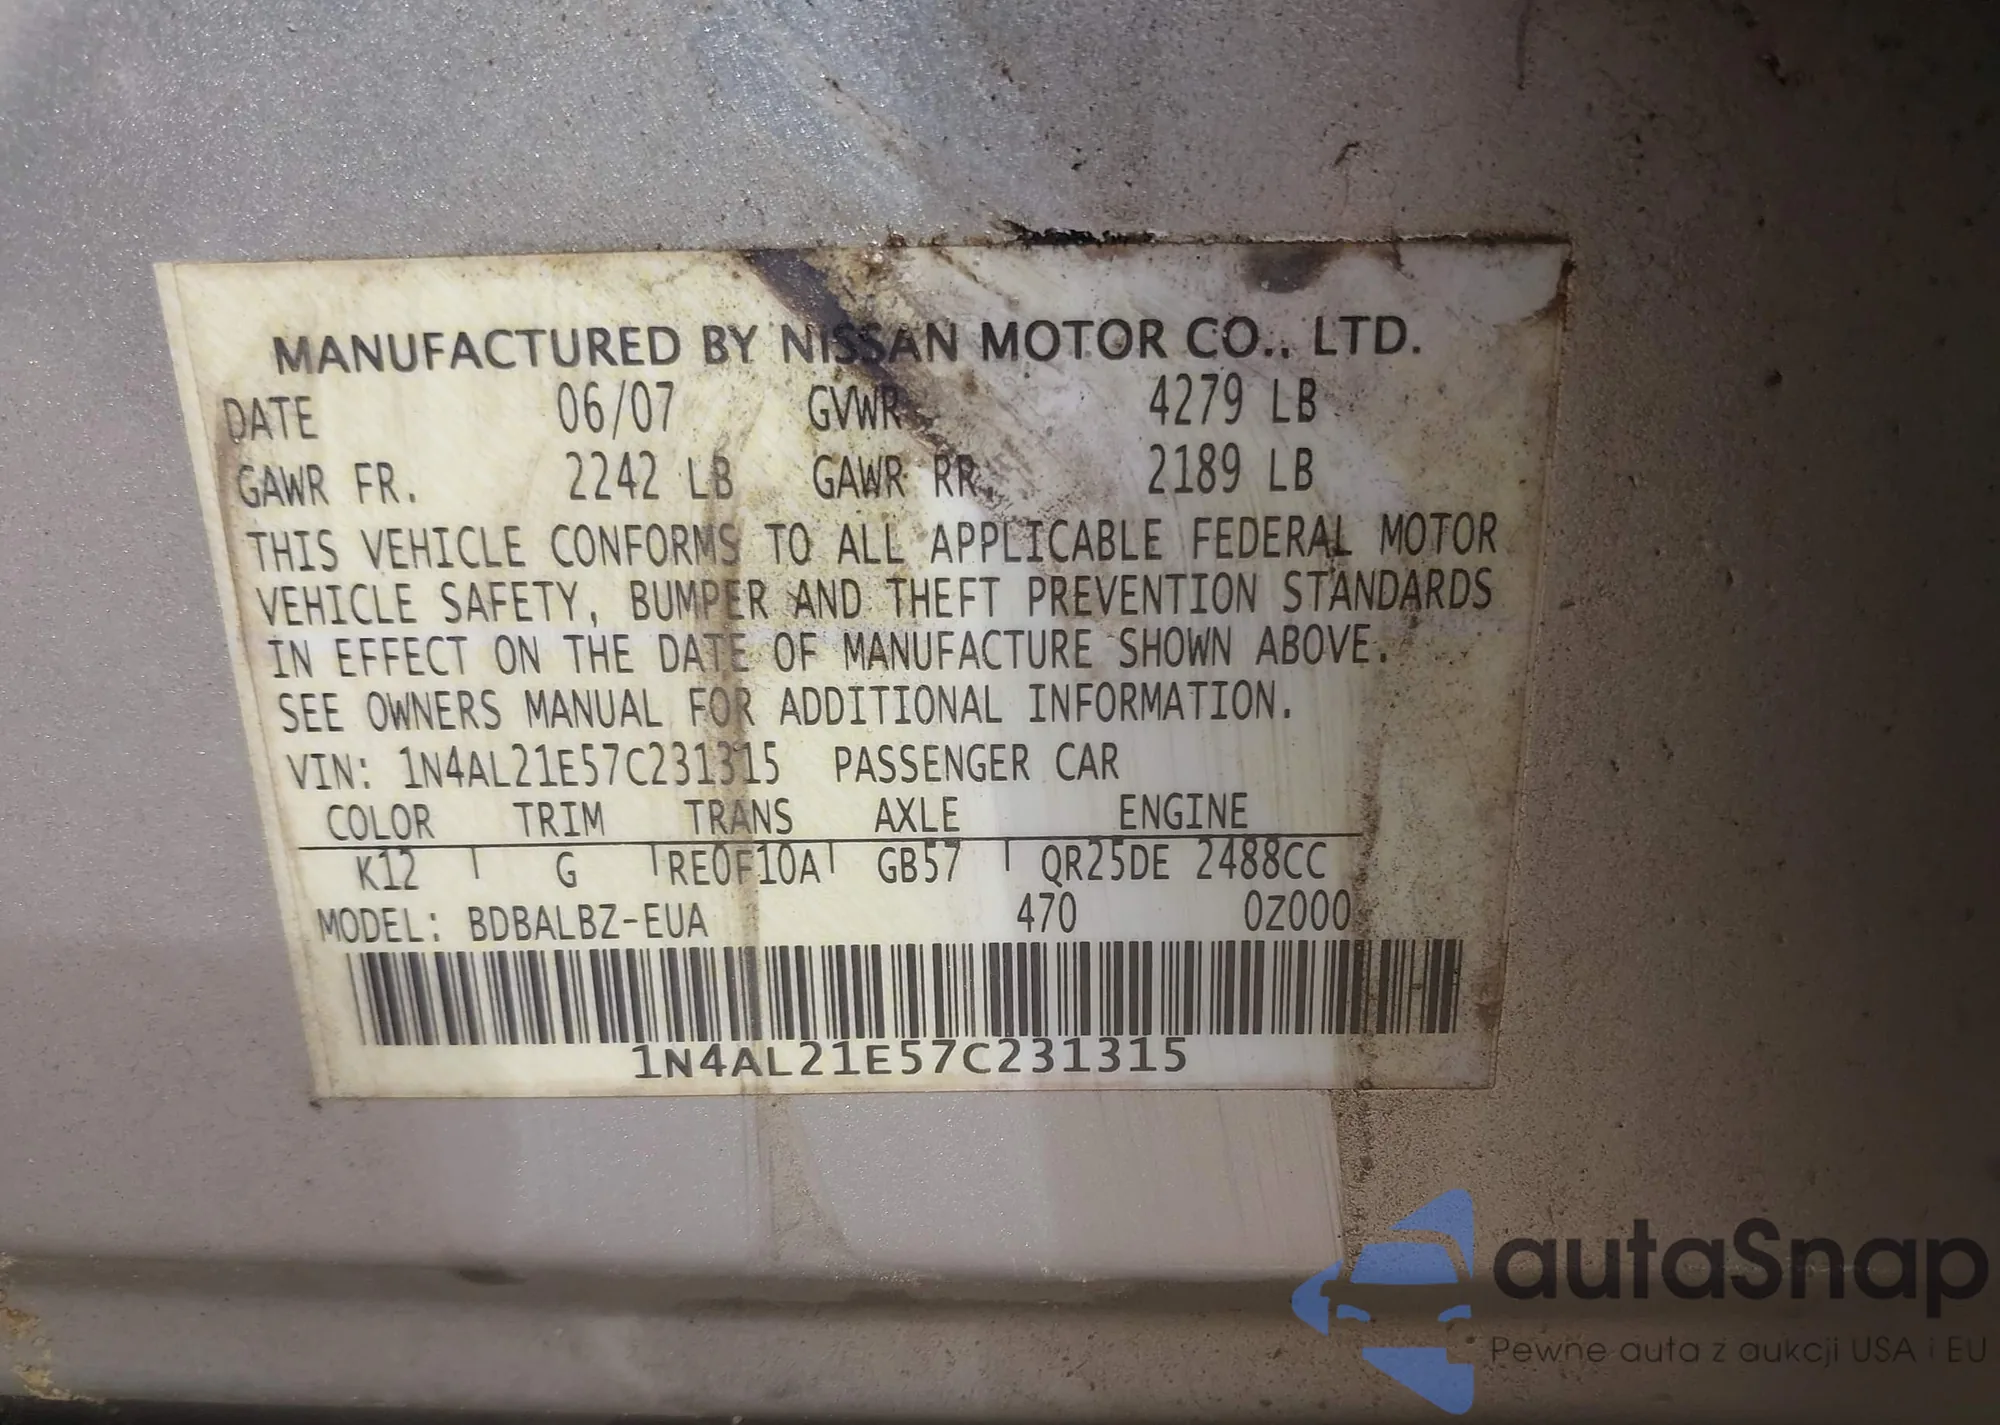 MANUFACTURED BY NISSAN MOTOR CO., LTD.
DATE 06/07 GVWR 4279 LB
GAWR FR. 2242 LB GAWR RR. 2189 LB
THIS VEHICLE CONFORMS TO ALL APPLICABLE FEDERAL MOTOR
VEHICLE SAFETY, BUMPER AND THEFT PREVENTION STANDARDS
IN EFFECT ON THE DATE OF MANUFACTURE SHOWN ABOVE.
SEE OWNERS MANUAL FOR ADDITIONAL INFORMATION.
VIN: 1N4AL21E57C231315 PASSENGER CAR
COLOR TRIM TRANS AXLE ENGINE
K12 G RE0F10A GB57 QR25DE 2488CC
MODEL: BDBALBZ-EUA 470 0Z000
1N4AL21E57C231315
autaSnap
Pewne auta z aukcji USA i EU